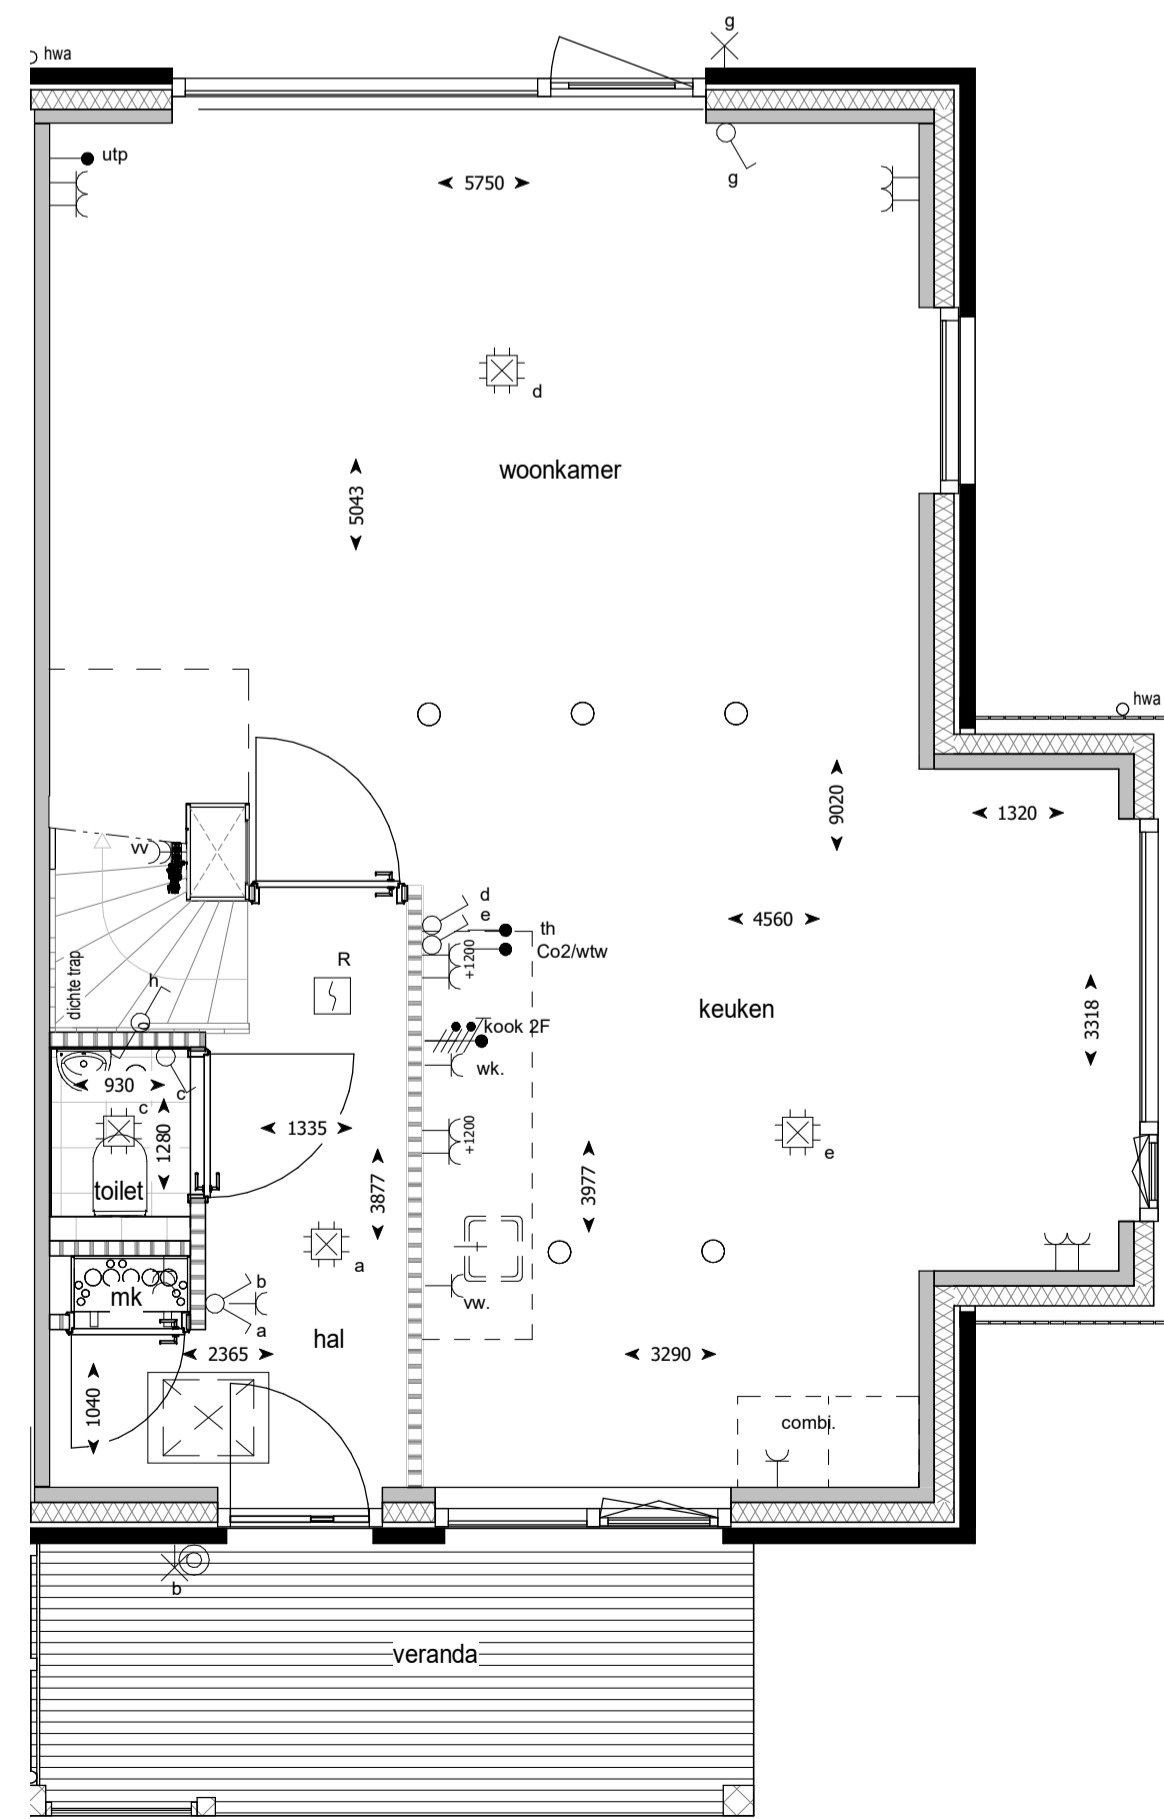 g
hwa
utp
5750
g
d
woonkamer
5043
hwa
9020
1320
vv
d
e
4560
th
Co2/wtw
+1200
R
dichte trap
h
keuken
3318
kook 2F
wk.
930
c
c
1280
1335
+1200
e
toilet
3877
3977
a
b
mk
vw.
a
hal
2365
3290
1040
combi.
b
veranda